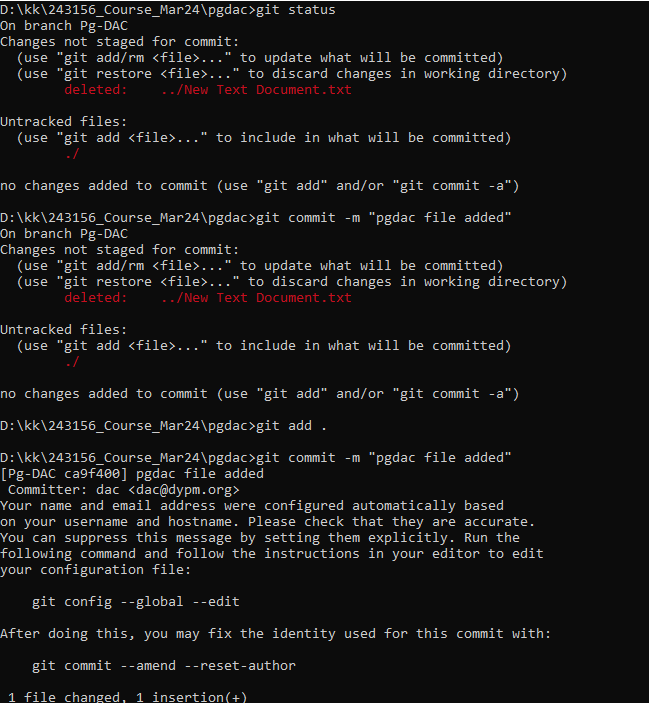 D:\kk\243156_Course_Mar24\pgdac>git status
On branch Pg-DAC
Changes not staged for commit:
  (use "git add/rm <file>..." to update what will be committed)
  (use "git restore <file>..." to discard changes in working directory)
        deleted:    ../New Text Document.txt

Untracked files:
  (use "git add <file>..." to include in what will be committed)
        ./

no changes added to commit (use "git add" and/or "git commit -a")

D:\kk\243156_Course_Mar24\pgdac>git commit -m "pgdac file added"
On branch Pg-DAC
Changes not staged for commit:
  (use "git add/rm <file>..." to update what will be committed)
  (use "git restore <file>..." to discard changes in working directory)
        deleted:    ../New Text Document.txt

Untracked files:
  (use "git add <file>..." to include in what will be committed)
        ./

no changes added to commit (use "git add" and/or "git commit -a")

D:\kk\243156_Course_Mar24\pgdac>git add .

D:\kk\243156_Course_Mar24\pgdac>git commit -m "pgdac file added"
[Pg-DAC ca9f400] pgdac file added
 Committer: dac <dac@dypm.org>
Your name and email address were configured automatically based
on your username and hostname. Please check that they are accurate.
You can suppress this message by setting them explicitly. Run the
following command and follow the instructions in your editor to edit
your configuration file:

    git config --global --edit

After doing this, you may fix the identity used for this commit with:

    git commit --amend --reset-author

 1 file changed, 1 insertion(+)